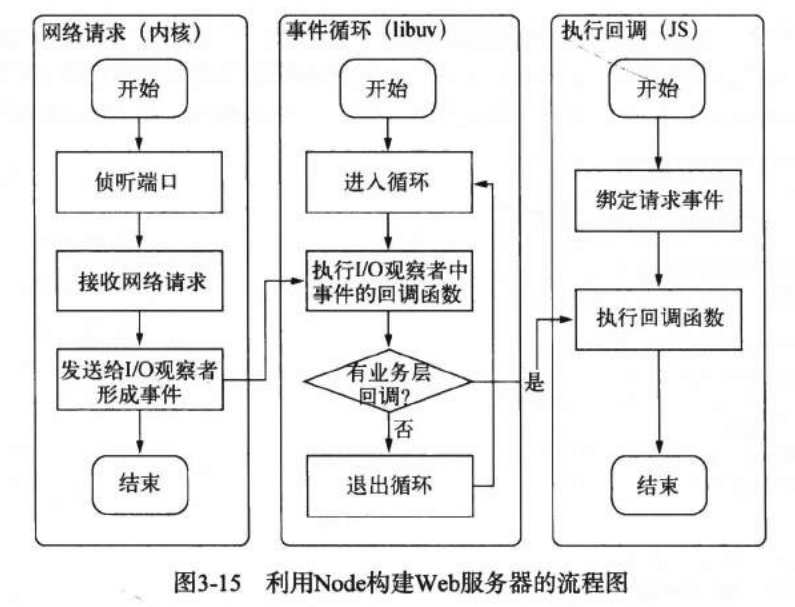 网络请求（内核）
开始
侦听端口
接收网络请求
发送给I/O观察者
形成事件
结束
事件循环（libuv）
开始
进入循环
执行I/O观察者中
事件的回调函数
有业务层
回调?
是
否
退出循环
执行回调（JS）
开始
绑定请求事件
执行回调函数
结束
图3-15 利用Node构建Web服务器的流程图